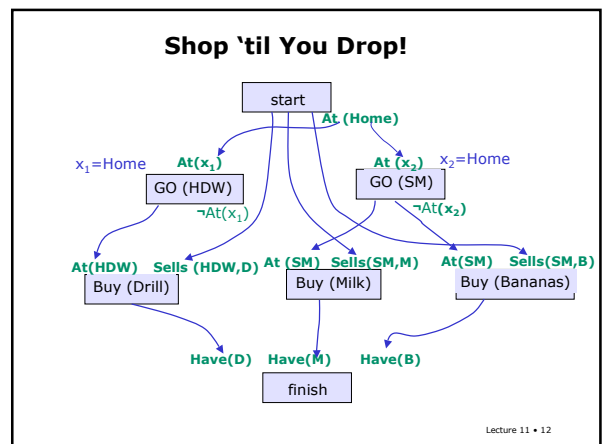 Shop ‘til You Drop!
start
At (Home)
x₁=Home
At(x₁)
At (x₂)
x₂=Home
GO (HDW)
GO (SM)
¬At(x₁)
¬At(x₂)
At(HDW) Sells (HDW,D)
At (SM) Sells(SM,M)
At(SM) Sells(SM,B)
Buy (Drill)
Buy (Milk)
Buy (Bananas)
Have(D)
Have(M)
Have(B)
finish
Lecture 11 • 12